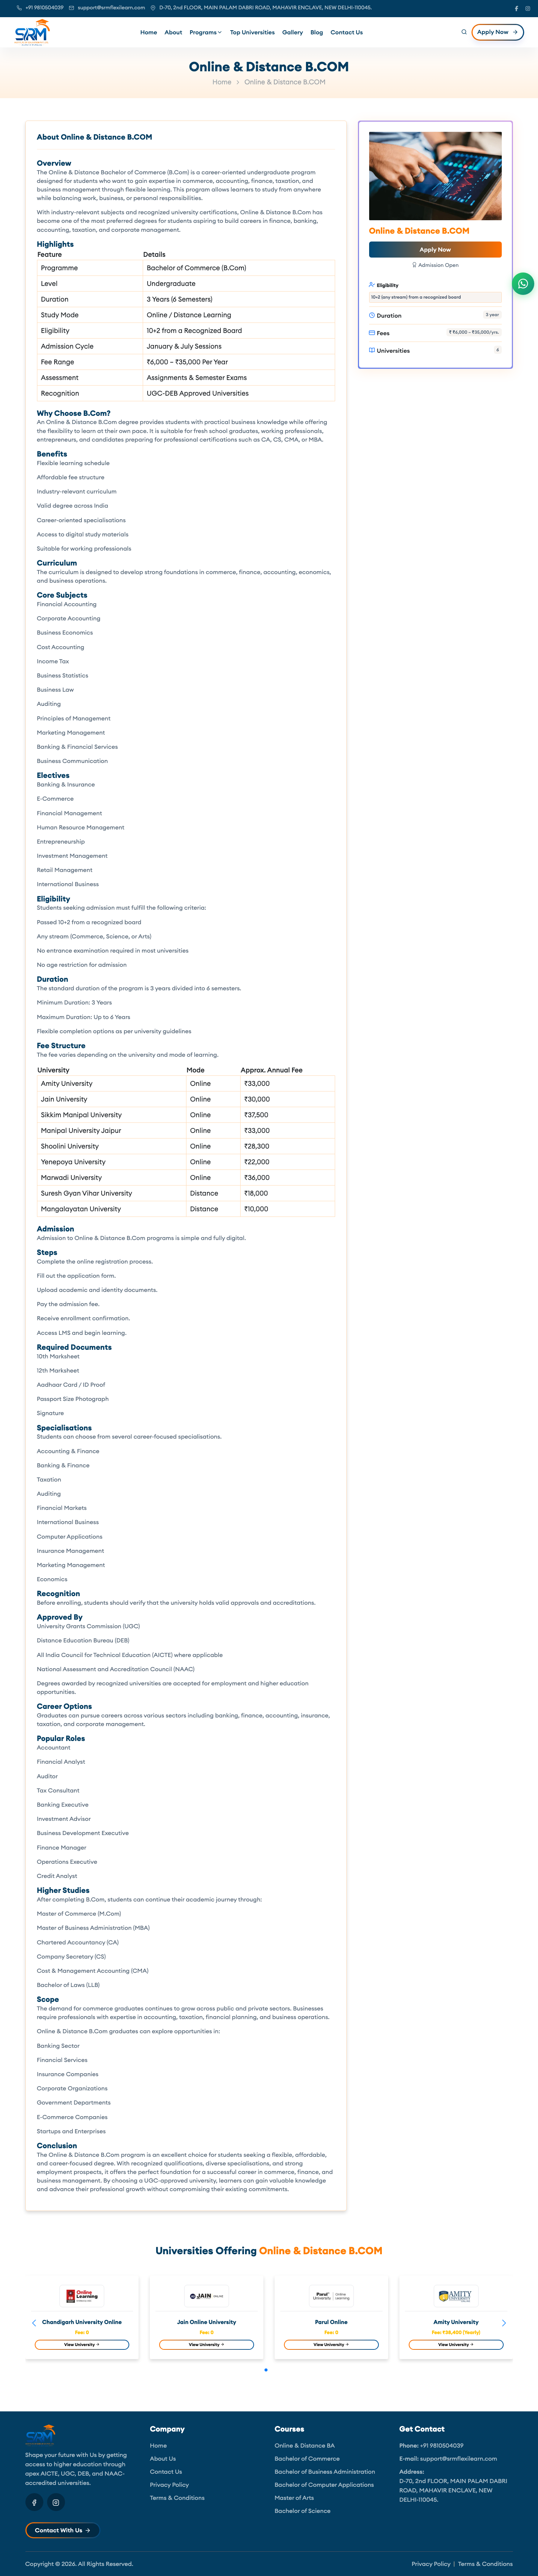 +91 9810504039
support@srmflexilearn.com
D-70, 2nd FLOOR, MAIN PALAM DABRI ROAD, MAHAVIR ENCLAVE, NEW DELHI-110045.
SRM
Home
About
Programs
Top Universities
Gallery
Blog
Contact Us
Apply Now
Online & Distance B.COM
Home > Online & Distance B.COM
About Online & Distance B.COM
Overview
The Online & Distance Bachelor of Commerce (B.Com) is a career-oriented undergraduate program
designed for students who want to gain expertise in commerce, accounting, finance, taxation, and
business management through flexible learning. This program allows learners to study from anywhere
while balancing work, business, or personal responsibilities.
With industry-relevant subjects and recognized university certifications, Online & Distance B.Com has
become one of the most preferred degrees for students aspiring to build careers in finance, banking,
accounting, taxation, and corporate management.
Highlights
Feature Details
Programme Bachelor of Commerce (B.Com)
Level Undergraduate
Duration 3 Years (6 Semesters)
Study Mode Online / Distance Learning
Eligibility 10+2 from a Recognized Board
Admission Cycle January & July Sessions
Fee Range ₹6,000 – ₹35,000 Per Year
Assessment Assignments & Semester Exams
Recognition UGC-DEB Approved Universities
Why Choose B.Com?
An Online & Distance B.Com degree provides students with practical business knowledge while offering
the flexibility to learn at their own pace. It is suitable for fresh school graduates, working professionals,
entrepreneurs, and candidates preparing for professional certifications such as CA, CS, CMA, or MBA.
Benefits
Flexible learning schedule
Affordable fee structure
Industry-relevant curriculum
Valid degree across India
Career-oriented specialisations
Access to digital study materials
Suitable for working professionals
Curriculum
The curriculum is designed to develop strong foundations in commerce, finance, accounting, economics,
and business operations.
Core Subjects
Financial Accounting
Corporate Accounting
Business Economics
Cost Accounting
Income Tax
Business Statistics
Business Law
Auditing
Principles of Management
Marketing Management
Banking & Financial Services
Business Communication
Electives
Banking & Insurance
E-Commerce
Financial Management
Human Resource Management
Entrepreneurship
Investment Management
Retail Management
International Business
Eligibility
Students seeking admission must fulfill the following criteria:
Passed 10+2 from a recognized board
Any stream (Commerce, Science, or Arts)
No entrance examination required in most universities
No age restriction for admission
Duration
The standard duration of the program is 3 years divided into 6 semesters.
Minimum Duration: 3 Years
Maximum Duration: Up to 6 Years
Flexible completion options as per university guidelines
Fee Structure
The fee varies depending on the university and mode of learning.
University Mode Approx. Annual Fee
Amity University Online ₹33,000
Jain University Online ₹30,000
Sikkim Manipal University Online ₹37,500
Manipal University Jaipur Online ₹33,000
Shoolini University Online ₹28,300
Yenepoya University Online ₹22,000
Marwadi University Online ₹36,000
Suresh Gyan Vihar University Distance ₹18,000
Mangalayatan University Distance ₹10,000
Admission
Admission to Online & Distance B.Com programs is simple and fully digital.
Steps
Complete the online registration process.
Fill out the application form.
Upload academic and identity documents.
Pay the admission fee.
Receive enrollment confirmation.
Access LMS and begin learning.
Required Documents
10th Marksheet
12th Marksheet
Aadhaar Card / ID Proof
Passport Size Photograph
Signature
Specialisations
Students can choose from several career-focused specialisations.
Accounting & Finance
Banking & Finance
Taxation
Auditing
Financial Markets
International Business
Computer Applications
Insurance Management
Marketing Management
Economics
Recognition
Before enrolling, students should verify that the university holds valid approvals and accreditations.
Approved By
University Grants Commission (UGC)
Distance Education Bureau (DEB)
All India Council for Technical Education (AICTE) where applicable
National Assessment and Accreditation Council (NAAC)
Degrees awarded by recognized universities are accepted for employment and higher education
opportunities.
Career Options
Graduates can pursue careers across various sectors including banking, finance, accounting, insurance,
taxation, and corporate management.
Popular Roles
Accountant
Financial Analyst
Auditor
Tax Consultant
Banking Executive
Investment Advisor
Business Development Executive
Finance Manager
Operations Executive
Credit Analyst
Higher Studies
After completing B.Com, students can continue their academic journey through:
Master of Commerce (M.Com)
Master of Business Administration (MBA)
Chartered Accountancy (CA)
Company Secretary (CS)
Cost & Management Accounting (CMA)
Bachelor of Laws (LLB)
Scope
The demand for commerce graduates continues to grow across public and private sectors. Businesses
require professionals with expertise in accounting, taxation, financial planning, and business operations.
Online & Distance B.Com graduates can explore opportunities in:
Banking Sector
Financial Services
Insurance Companies
Corporate Organizations
Government Departments
E-Commerce Companies
Startups and Enterprises
Conclusion
The Online & Distance B.Com program is an excellent choice for students seeking a flexible, affordable,
and career-focused degree. With recognized qualifications, diverse specialisations, and strong
employment prospects, it offers the perfect foundation for a successful career in commerce, finance, and
business management. By choosing a UGC-approved university, learners can gain valuable knowledge
and advance their professional growth without compromising their existing commitments.
Online & Distance B.COM
Apply Now
Admission Open
Eligibility
10+2 (any stream) from a recognized board
Duration 3 year
Fees ₹ ₹6,000 – ₹35,000/yrs.
Universities 4
Universities Offering Online & Distance B.COM
Online Learning
Chandigarh University Online
Fee: 0
View University
JAIN ONLINE
Jain Online University
Fee: 0
View University
Parul University Online Learning
Parul Online
Fee: 0
View University
AMITY UNIVERSITY
Amity University
View University
SRM
Shape your future with Us by getting
access to higher education through
apex AICTE, UGC, DEB, and NAAC-
accredited universities.
Contact With Us
Company
Home
About Us
Contact Us
Privacy Policy
Terms & Conditions
Courses
Online & Distance BA
Bachelor of Commerce
Bachelor of Business Administration
Bachelor of Computer Applications
Master of Arts
Bachelor of Science
Get Contact
Phone: +91 9810504039
E-mail: support@srmflexilearn.com
Address:
D-70, 2nd FLOOR, MAIN PALAM DABRI
ROAD, MAHAVIR ENCLAVE, NEW
DELHI-110045.
Copyright © 2026. All Rights Reserved.
Privacy Policy | Terms & Conditions